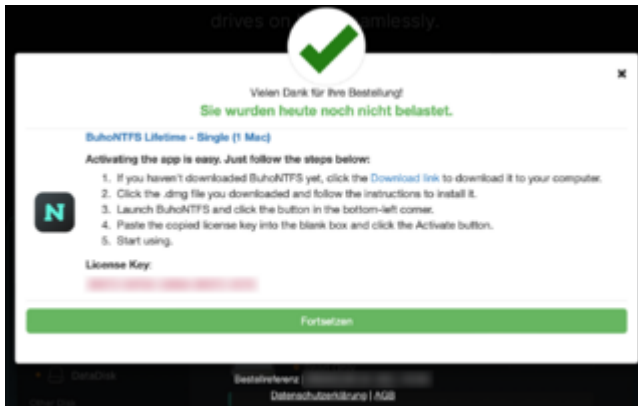 drives on
amlessly.
Vielen Dank für Ihre Bestellung!
Sie wurden heute noch nicht belastet.
BuhoNTFS Lifetime - Single (1 Mac)
Activating the app is easy. Just follow the steps below:
1. If you haven't downloaded BuhoNTFS yet, click the Download link to download it to your computer.
2. Click the .dmg file you downloaded and follow the instructions to install it.
3. Launch BuhoNTFS and click the button in the bottom-left corner.
4. Paste the copied license key into the blank box and click the Activate button.
5. Start using.
N
License Key:
Fortsetzen
DataDisk
Bestellreferenz
Other Disk
Datenschutzerklärung | AGB